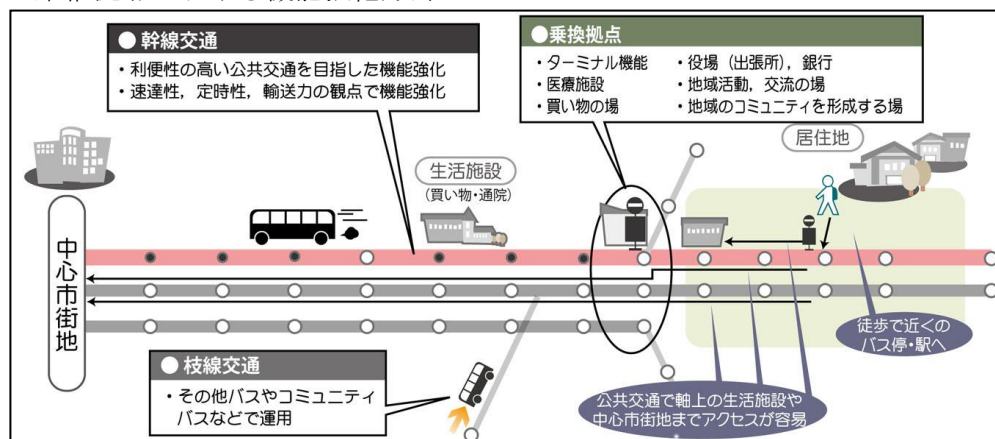 ● 幹線交通
・利便性の高い公共交通を目指した機能強化
・速達性，定時性，輸送力の観点で機能強化
●乗換拠点
・ターミナル機能
・医療施設
・買い物の場
・役場（出張所），銀行
・地域活動，交流の場
・地域のコミュニティを形成する場
居住地
生活施設
（買い物・通院）
中心市街地
● 枝線交通
・その他バスやコミュニティ
バスなどで運用
徒歩で近くの
バス停・駅へ
公共交通で軸上の生活施設や
中心市街地までアクセスが容易